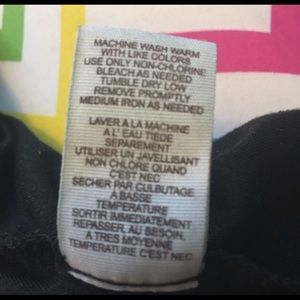 MACHINE WASH WARM
WITH LIKE COLORS
USE ONLY NON-CHLORINE
BLEACH AS NEEDED
TUMBLE DRY LOW
REMOVE PROMPTLY
MEDIUM IRON AS NEEDED
LAVER A LA MACHINE
A L' EAU TIEDE
SEPAREMENT
UTILISER UN JAVELLISANT
NON CHLORE QUAND
C'EST NEC
SECHER PAR CULBUTAGE
A BASSE
TEMPERATURE
SORTIR IMMEDIATEMENT
REPASSER, AU BESOIN,
A TRES MOYENNE
TEMPERATURE C'EST NEC